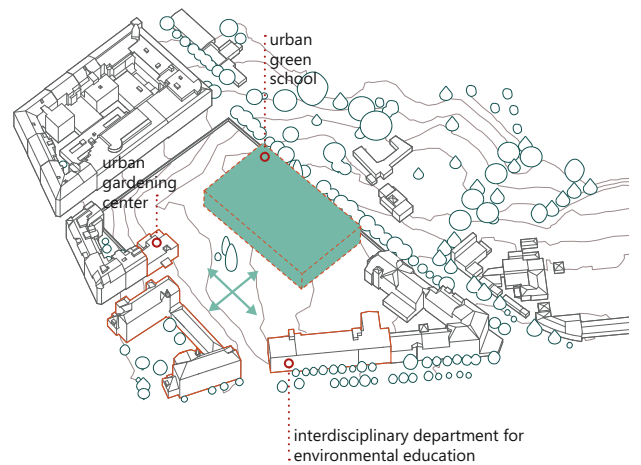 urban
green
school
urban
gardening
center
interdisciplinary department for
environmental education